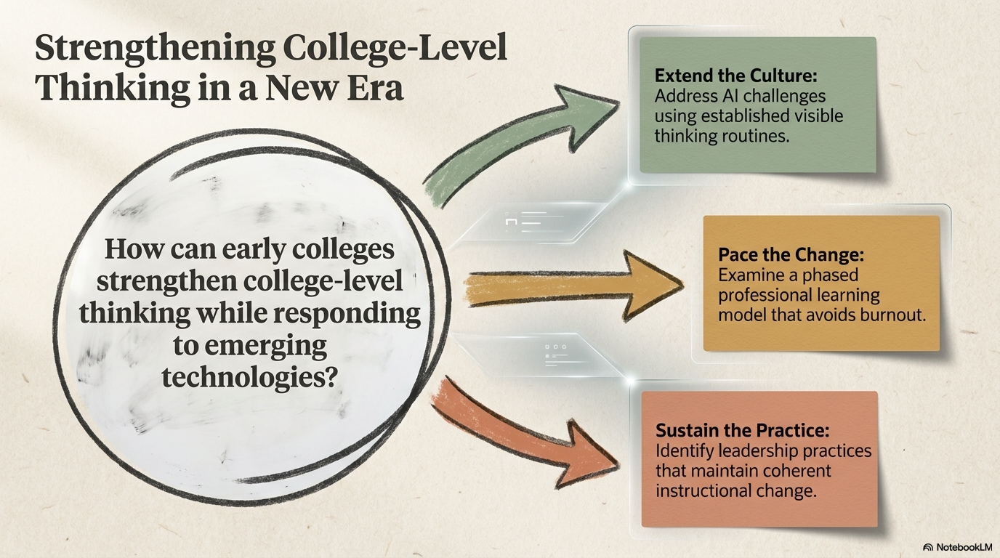 Strengthening College-Level
Thinking in a New Era
How can early colleges
strengthen college-level
thinking while responding
to emerging
technologies?
Extend the Culture:
Address AI challenges
using established visible
thinking routines.
Pace the Change:
Examine a phased
professional learning
model that avoids burnout.
Sustain the Practice:
Identify leadership practices
that maintain coherent
instructional change.
NotebookLM